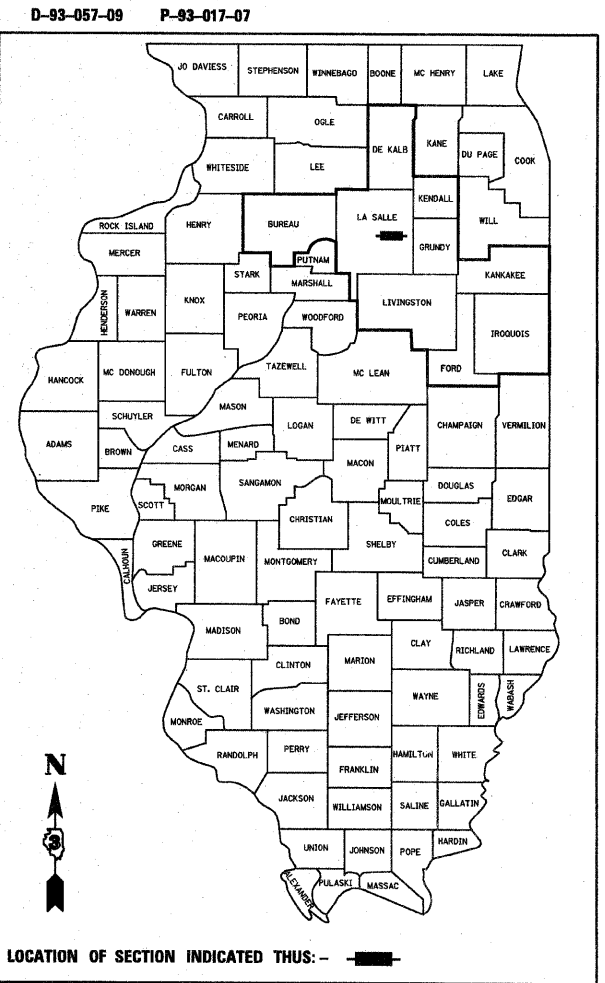 D-93-057-09 P-93-017-07
JO DAVIESS STEPHENSON WINNEBAGO BOONE MC HENRY LAKE
CARROLL OGLE
DE KALB KANE DU PAGE COOK
WHITESIDE LEE
KENDALL
ROCK ISLAND HENRY BUREAU LA SALLE WILL
MERCER PUTNAM GRUNDY
STARK MARSHALL KANKAKEE
HENDERSON WARREN KNOX PEORIA WOODFORD LIVINGSTON IROQUOIS
HANCOCK MC DONOUGH FULTON TAZEWELL MC LEAN FORD
MASON
SCHUYLER LOGAN DE WITT CHAMPAIGN VERMILION
ADAMS BROWN CASS MENARD MACON PIATT
PIKE SCOTT MORGAN SANGAMON MOULTRIE DOUGLAS EDGAR
CHRISTIAN COLES
GREENE MACOUPIN MONTGOMERY SHELBY CUMBERLAND CLARK
CALHOUN JERSEY FAYETTE EFFINGHAM JASPER CRAWFORD
MADISON BOND
CLAY RICHLAND LAWRENCE
CLINTON MARION
ST. CLAIR WASHINGTON JEFFERSON WAYNE EDWARDS WABASH
MONROE
RANDOLPH PERRY HAMILTON WHITE
FRANKLIN
JACKSON WILLIAMSON SALINE GALLATIN
UNION JOHNSON POPE HARDIN
ALEXANDER PULASKI MASSAC
N
3
LOCATION OF SECTION INDICATED THUS: -